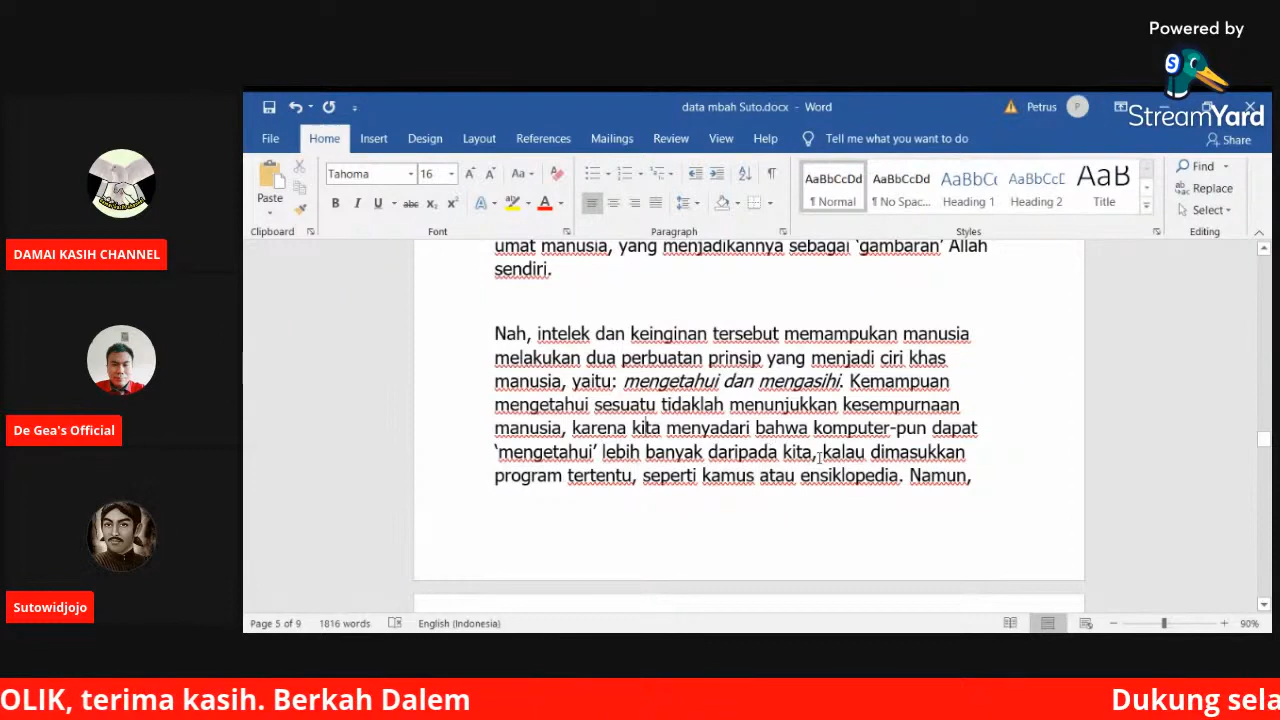 Powered by
StreamYard
data mbah Suto.docx - Word
Petrus
P
File Home Insert Design Layout References Mailings Review View Help Tell me what you want to do
Share
Paste
Clipboard
Tahoma 16
Font
Paragraph
AaBbCcDd
¶ Normal
AaBbCcDd
¶ No Spac...
AaBbCc
Heading 1
AaBbCcC
Heading 2
AaB
Title
Styles
Find
Replace
Select
Editing
umat manusia, yang menjadikannya sebagai ‘gambaran’ Allah
sendiri.
Nah, intelek dan keinginan tersebut memampukan manusia
melakukan dua perbuatan prinsip yang menjadi ciri khas
manusia, yaitu: mengetahui dan mengasihi. Kemampuan
mengetahui sesuatu tidaklah menunjukkan kesempurnaan
manusia, karena kita menyadari bahwa komputer-pun dapat
‘mengetahui’ lebih banyak daripada kita, kalau dimasukkan
program tertentu, seperti kamus atau ensiklopedia. Namun,
Page 5 of 9 1816 words English (Indonesia) 90%
DAMAI KASIH CHANNEL
De Gea's Official
Sutowidjojo
OLIK, terima kasih. Berkah Dalem
Dukung sela